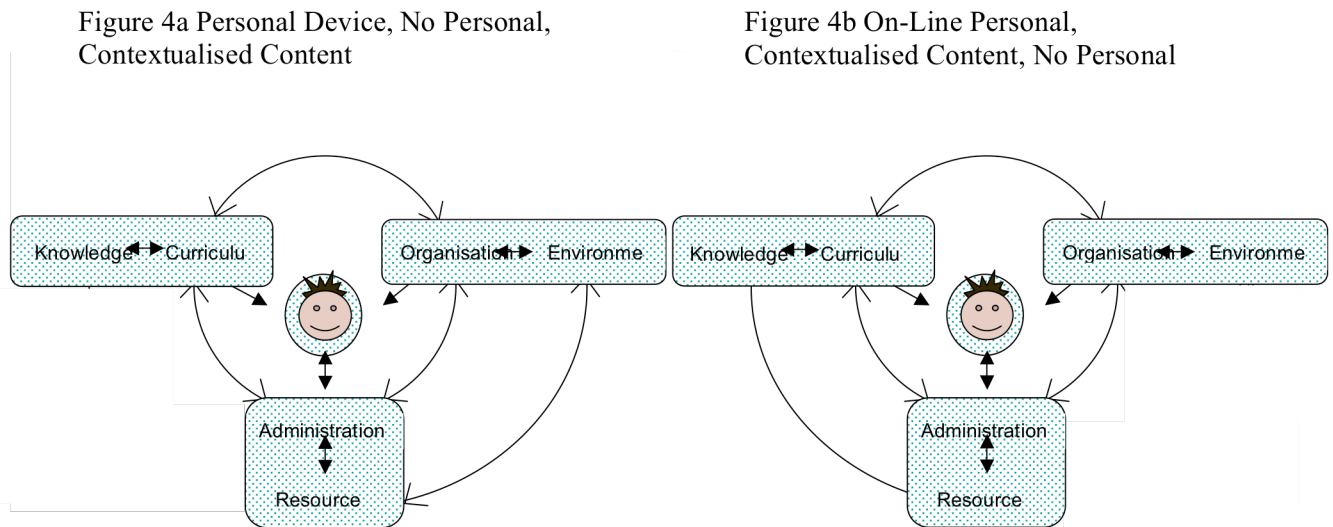 Figure 4a Personal Device, No Personal,
Contextualised Content
Knowledge Curriculu
Organisation Environme
Administration
Resource
Figure 4b On-Line Personal,
Contextualised Content, No Personal
Knowledge Curriculu
Organisation Environme
Administration
Resource